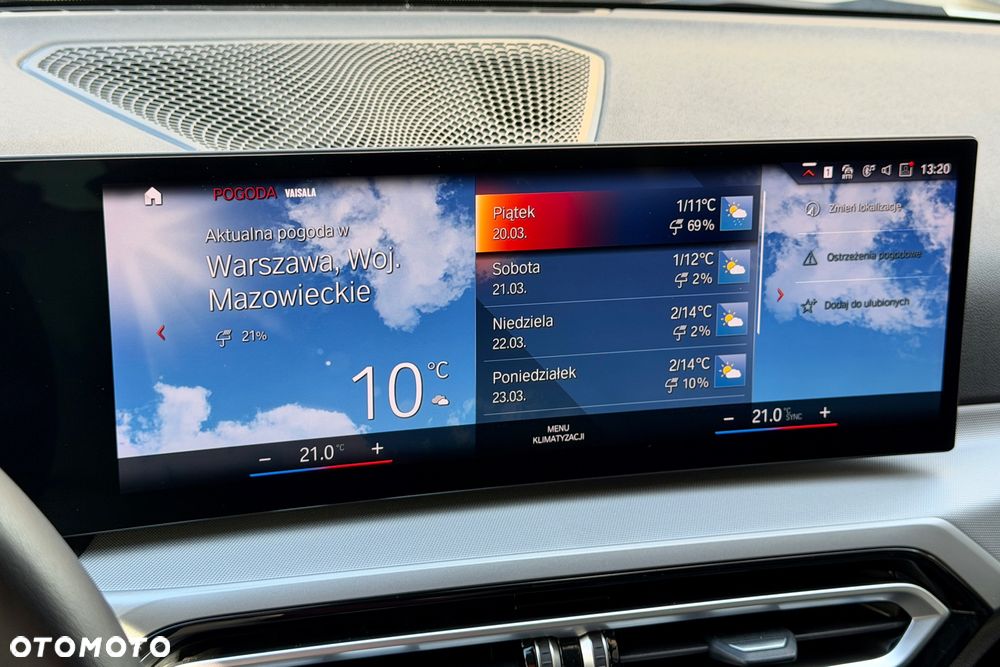 POGODA VAISALA
1 13:20
Aktualna pogoda w
Warszawa, Woj.
Mazowieckie
21%
10°C
Piątek 1/11°C
20.03. 69%
Sobota 1/12°C
21.03. 2%
Niedziela 2/14°C
22.03. 2%
Poniedziałek 2/14°C
23.03. 10%
Zmień lokalizację
Ostrzeżenia pogodowe
Dodaj do ulubionych
− 21.0°C +
MENU
KLIMATYZACJI
− 21.0°C SYNC +
OTOMOTO